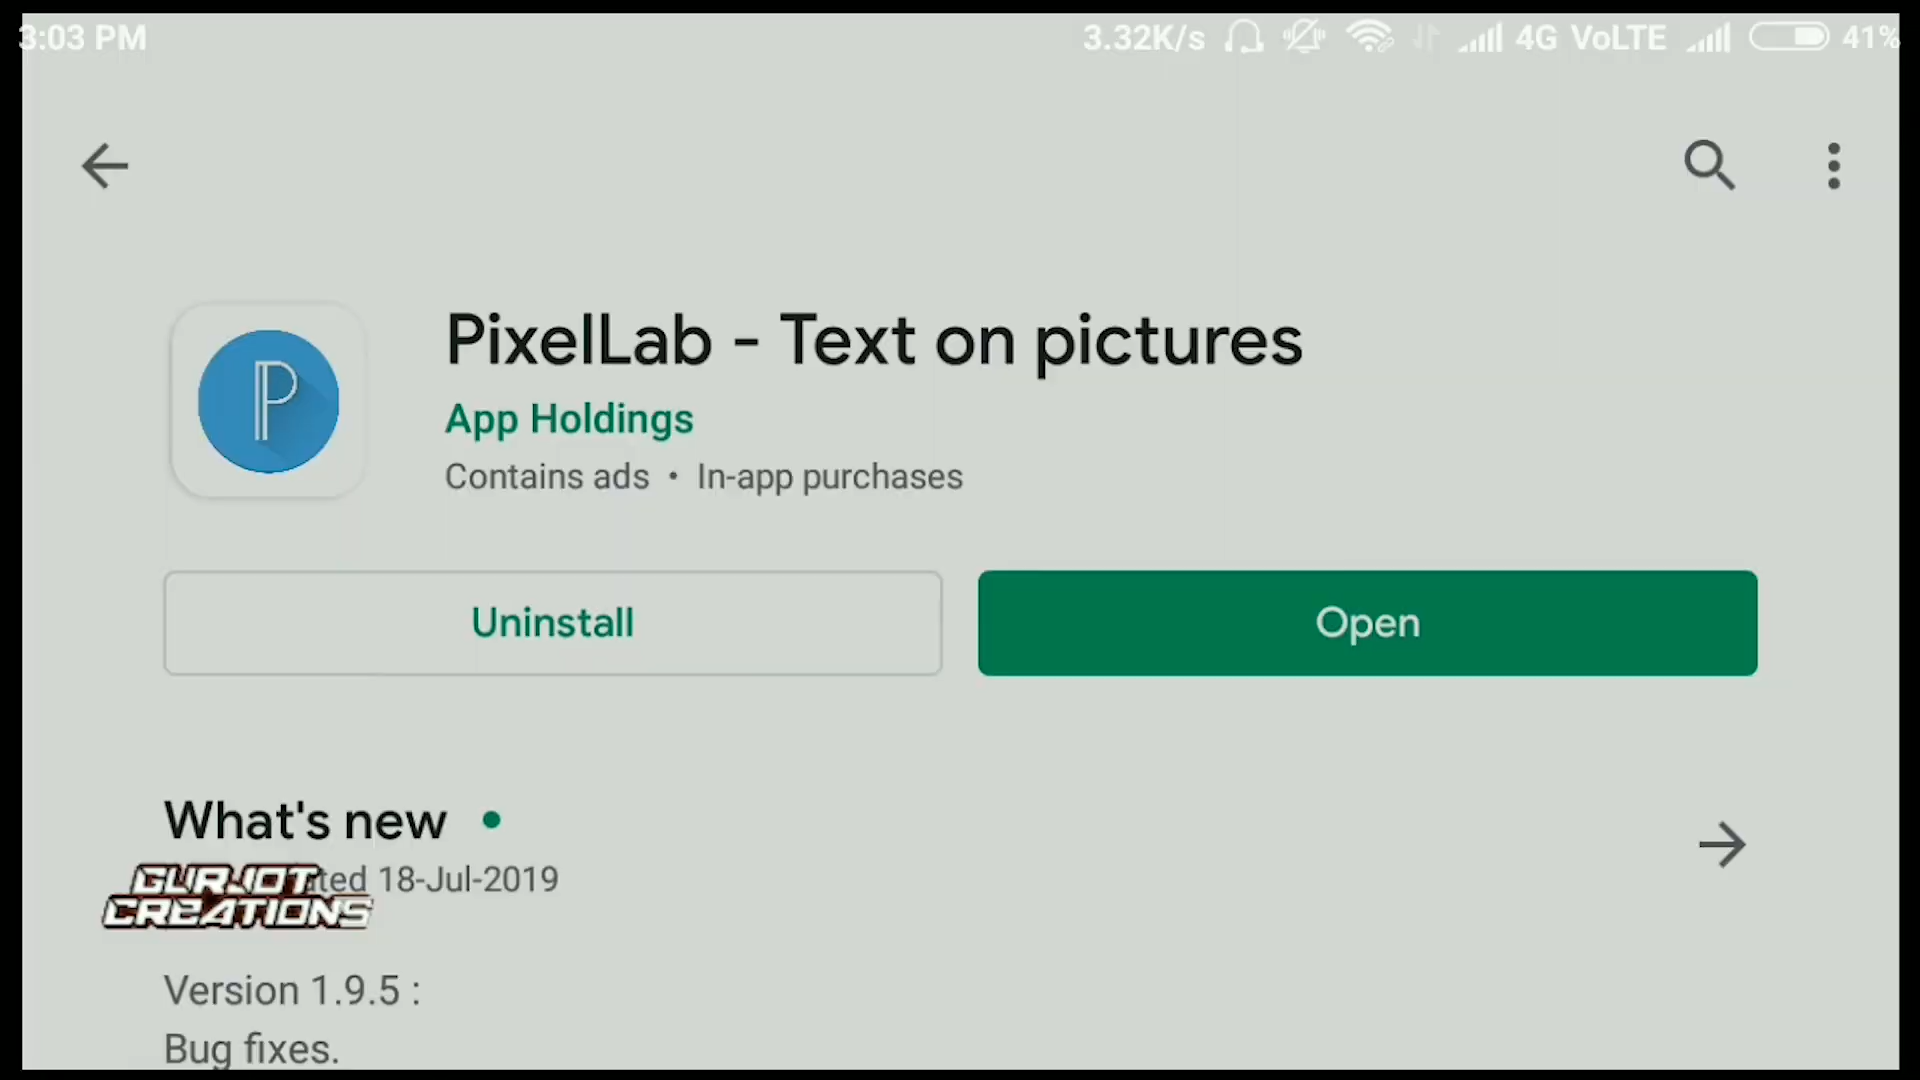 3:03 PM 3.32K/s 4G VoLTE 41%
PixelLab - Text on pictures
App Holdings
Contains ads • In-app purchases
Uninstall Open
What's new •
ted 18-Jul-2019
GURJOT
CREATIONS
Version 1.9.5 :
Bug fixes.